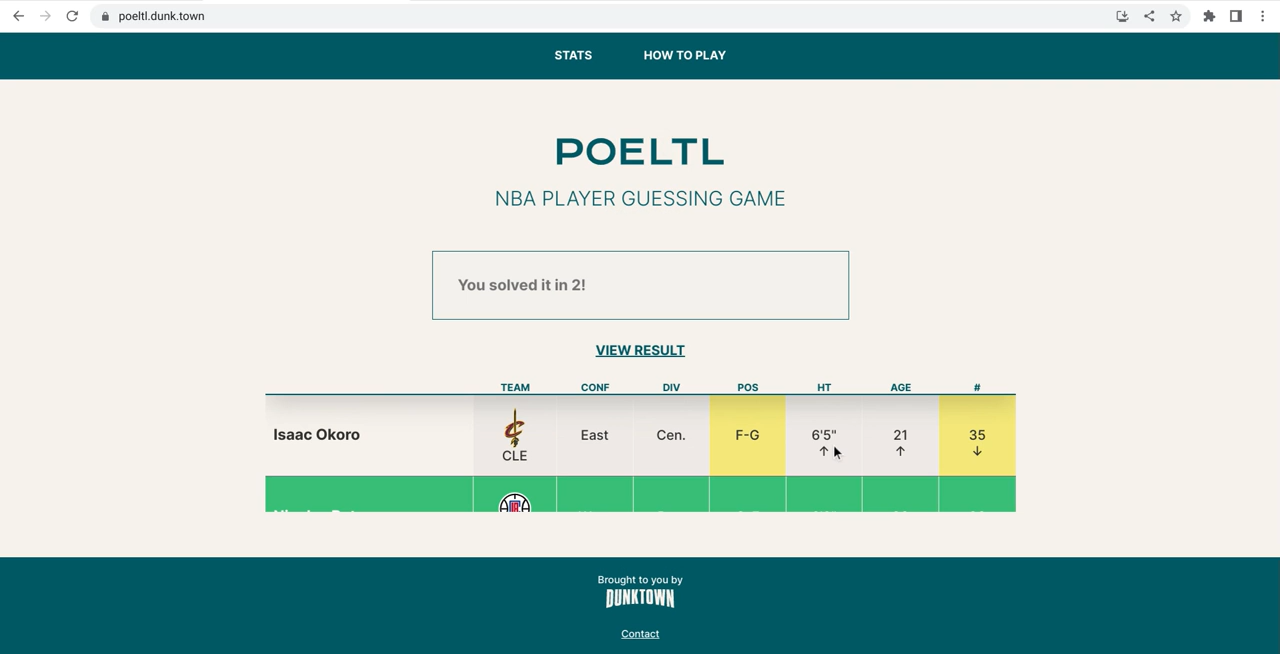 poeltl.dunk.town
STATS
HOW TO PLAY
POELTL
NBA PLAYER GUESSING GAME
You solved it in 2!
VIEW RESULT
TEAM CONF DIV POS HT AGE #
Isaac Okoro CLE East Cen. F-G 6'5" ↑ 21 ↑ 35 ↓
Brought to you by
DUNKTOWN
Contact